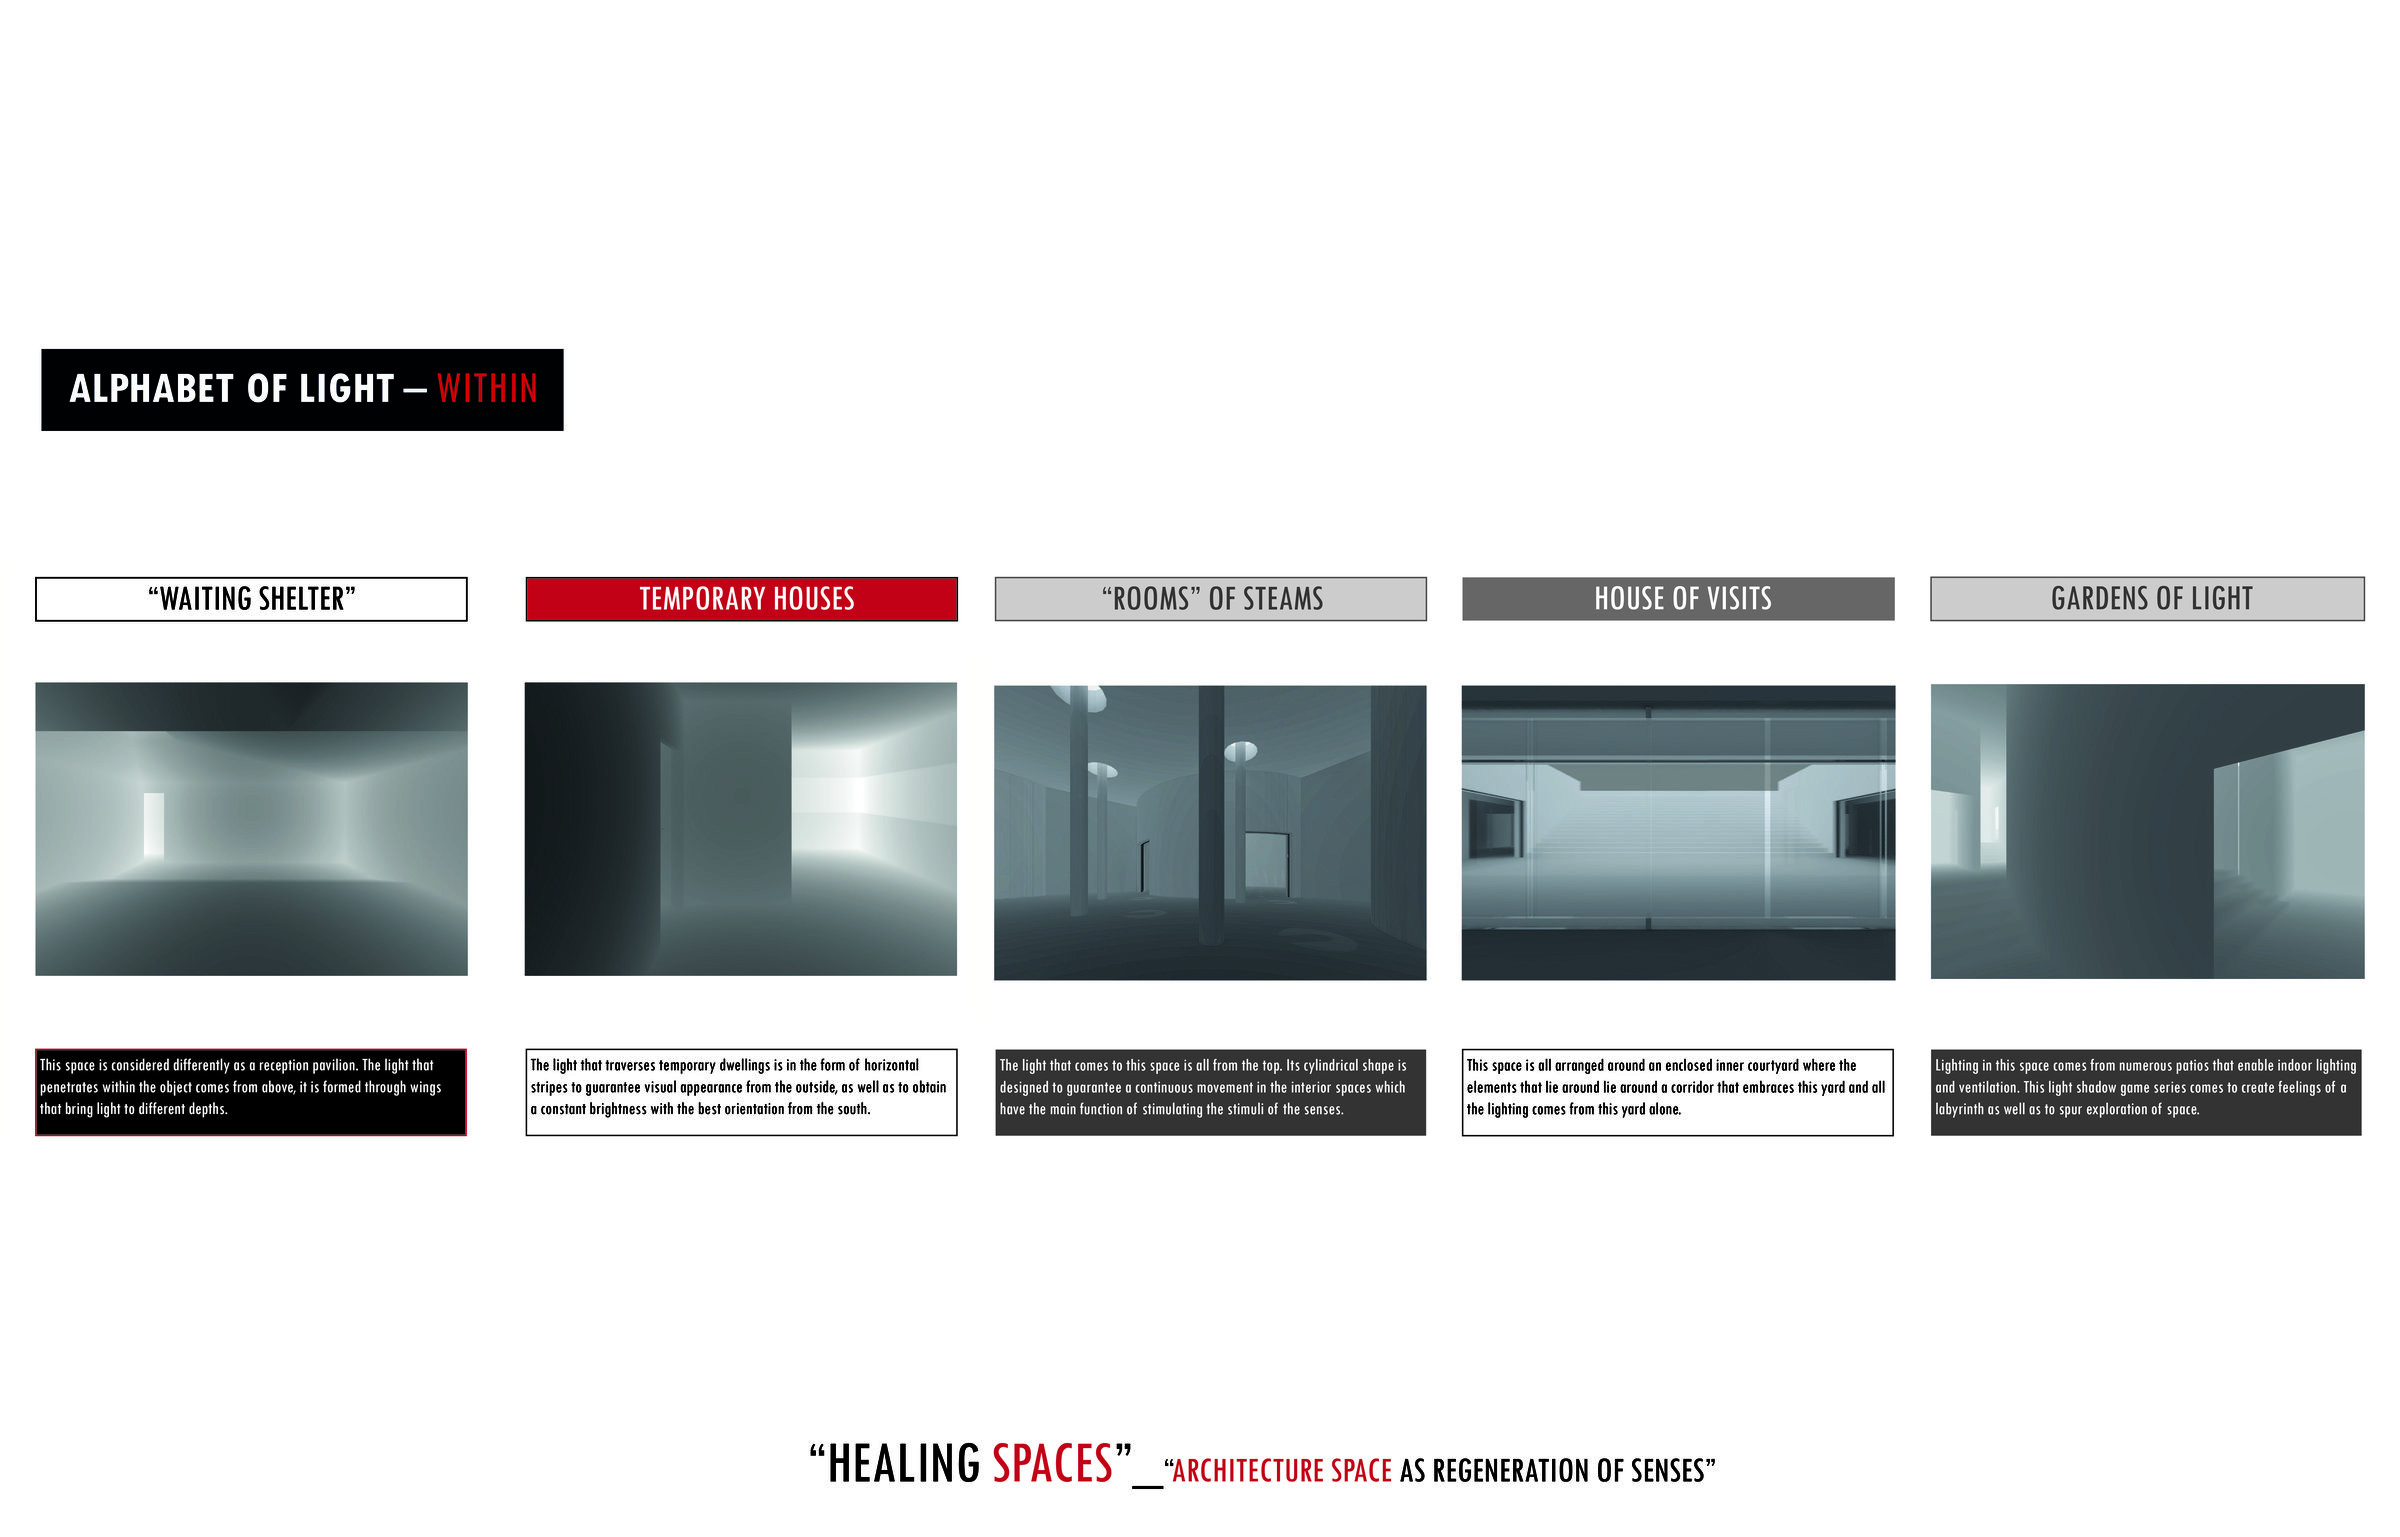 ALPHABET OF LIGHT – WITHIN
“WAITING SHELTER”
TEMPORARY HOUSES
“ROOMS” OF STEAMS
HOUSE OF VISITS
GARDENS OF LIGHT
This space is considered differently as a reception pavilion. The light that
penetrates within the object comes from above, it is formed through wings
that bring light to different depths.
The light that traverses temporary dwellings is in the form of horizontal
stripes to guarantee visual appearance from the outside, as well as to obtain
a constant brightness with the best orientation from the south.
The light that comes to this space is all from the top. Its cylindrical shape is
designed to guarantee a continuous movement in the interior spaces which
have the main function of stimulating the stimuli of the senses.
This space is all arranged around an enclosed inner courtyard where the
elements that lie around lie around a corridor that embraces this yard and all
the lighting comes from this yard alone.
Lighting in this space comes from numerous patios that enable indoor lighting
and ventilation. This light shadow game series comes to create feelings of a
labyrinth as well as to spur exploration of space.
“HEALING SPACES”_“ARCHITECTURE SPACE AS REGENERATION OF SENSES”